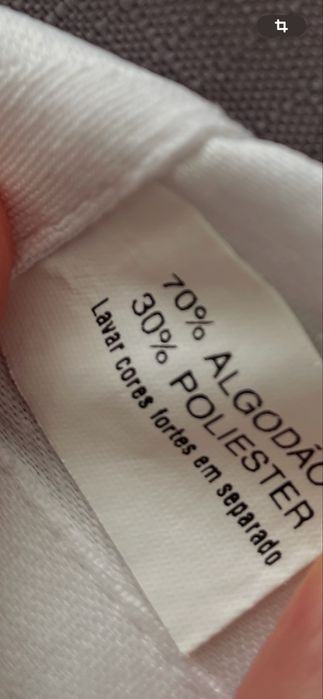 70% ALGODÃO
30% POLIESTER
Lavar cores fortes em separado